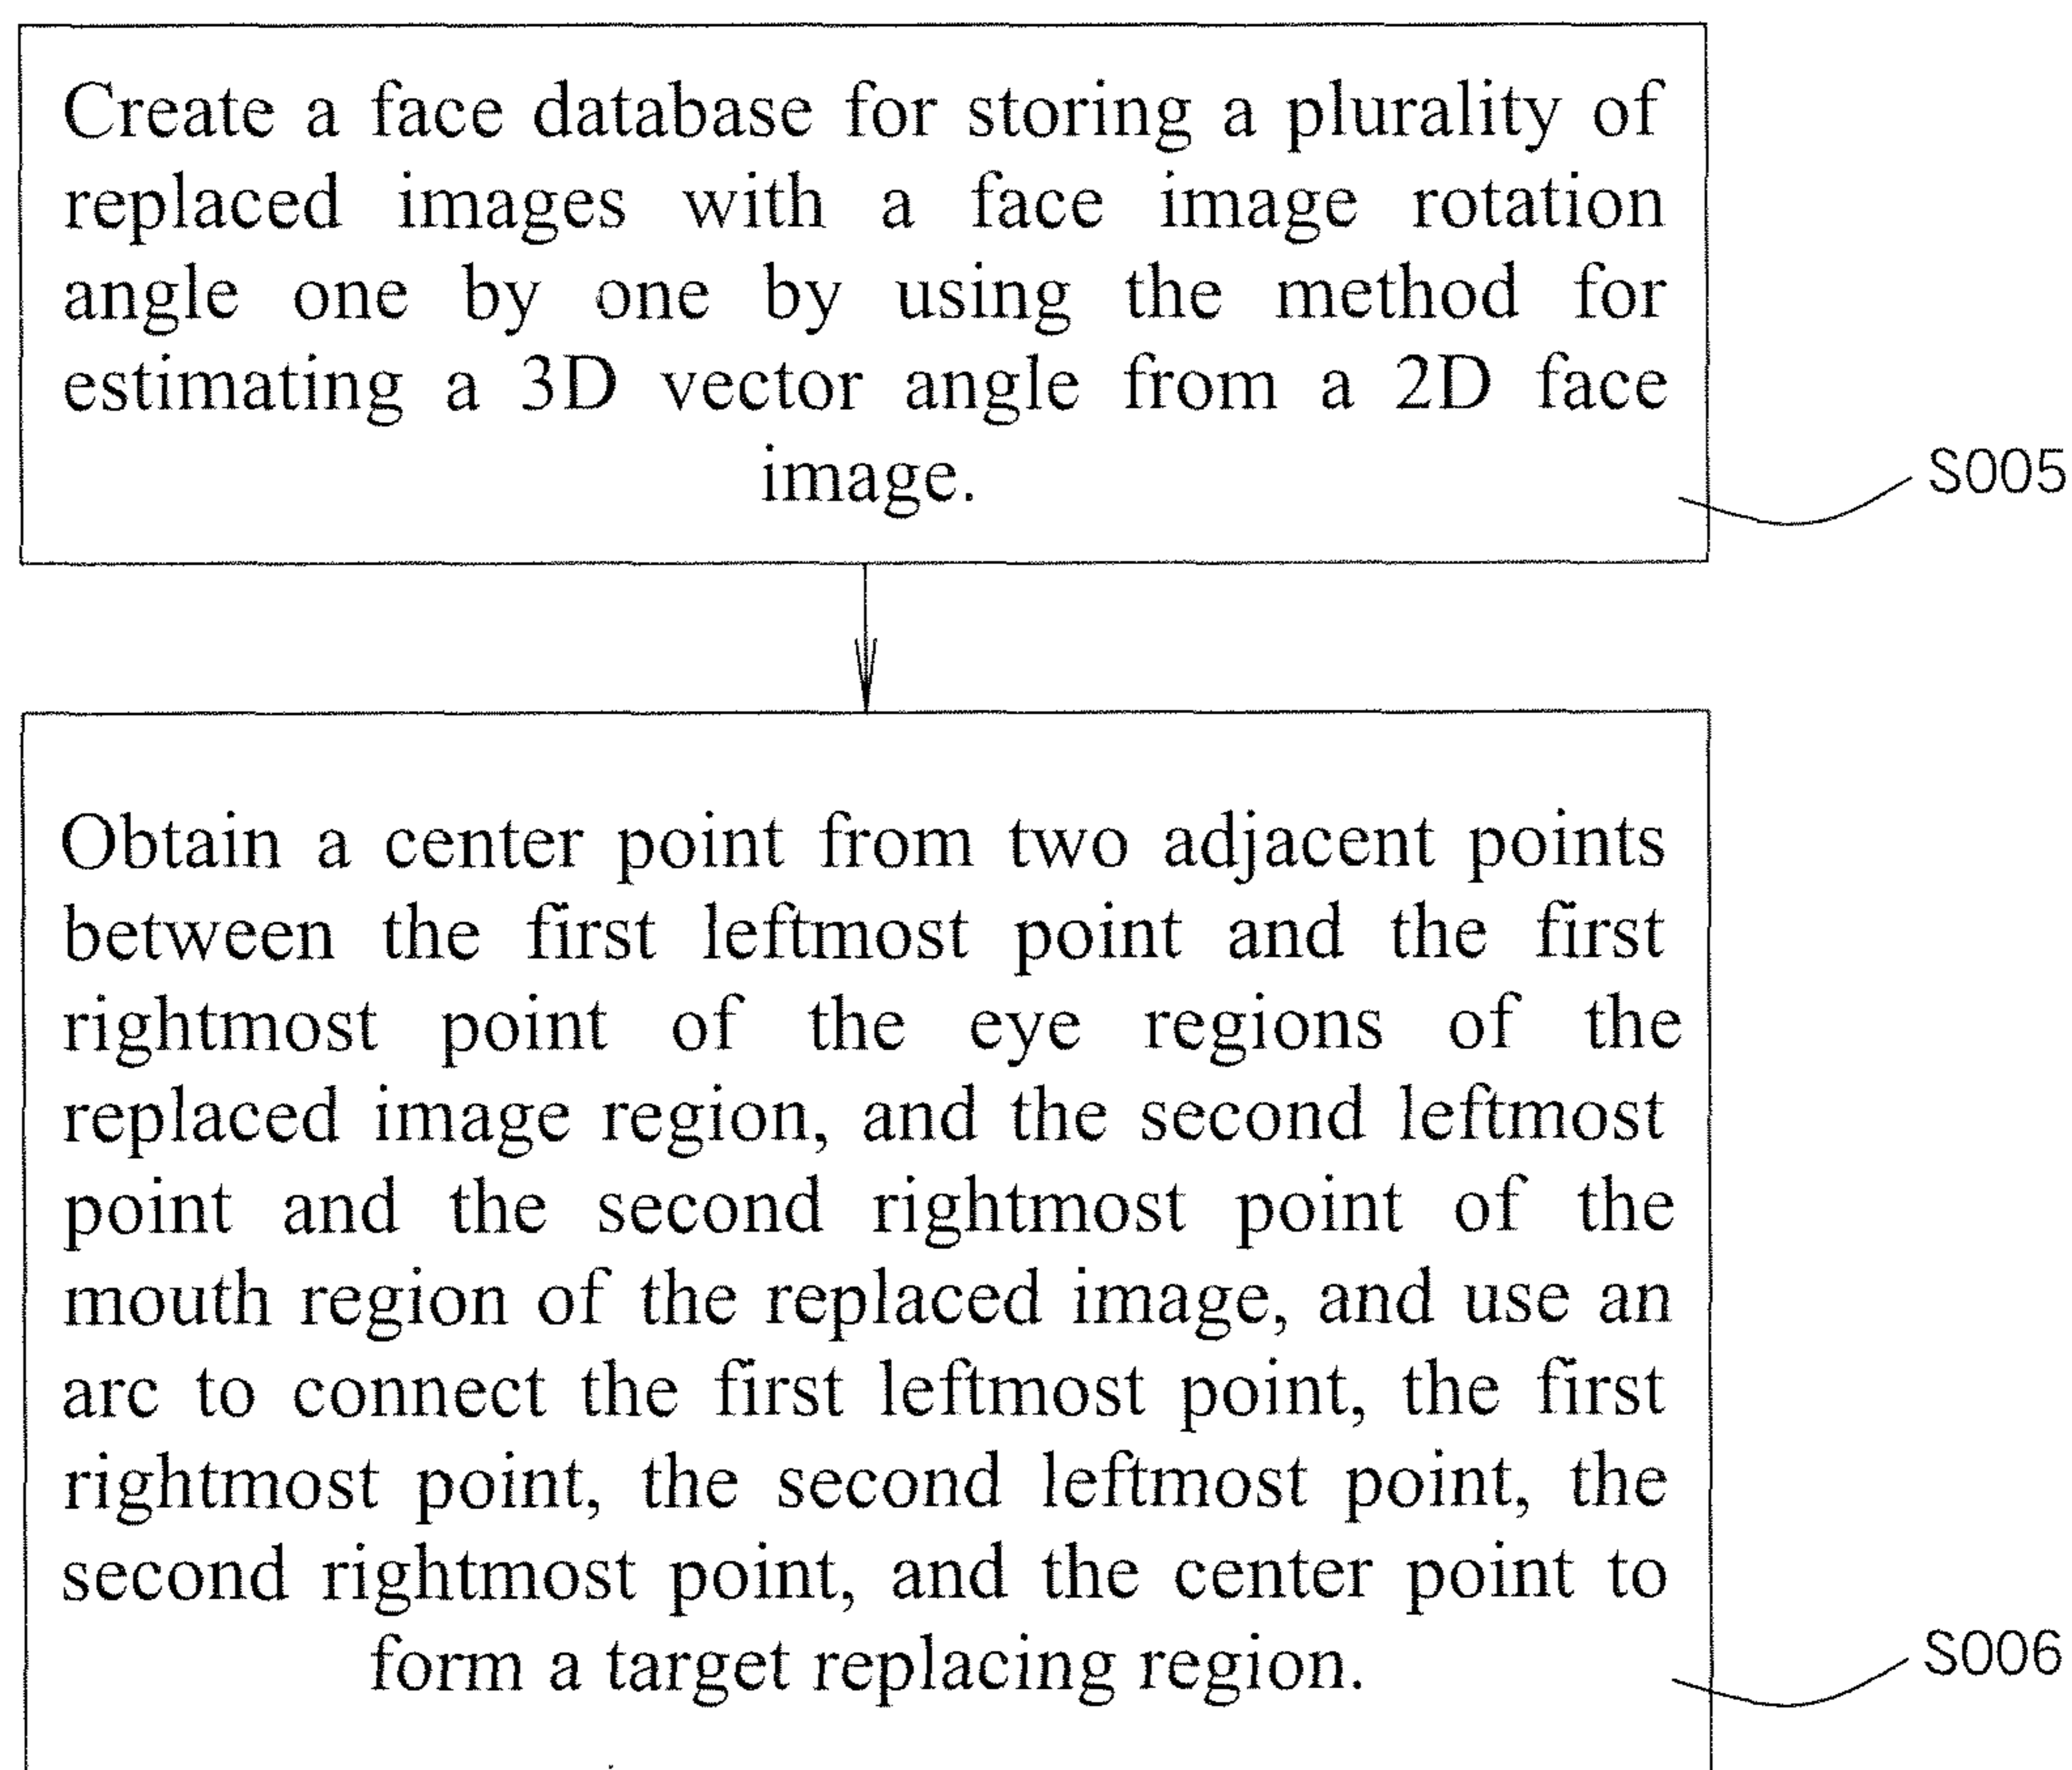 Create a face database for storing a plurality of
replaced images with a face image rotation
angle one by one by using the method for
estimating a 3D vector angle from a 2D face
image.
S005
Obtain a center point from two adjacent points
between the first leftmost point and the first
rightmost point of the eye regions of the
replaced image region, and the second leftmost
point and the second rightmost point of the
mouth region of the replaced image, and use an
arc to connect the first leftmost point, the first
rightmost point, the second leftmost point, the
second rightmost point, and the center point to
form a target replacing region.
S006